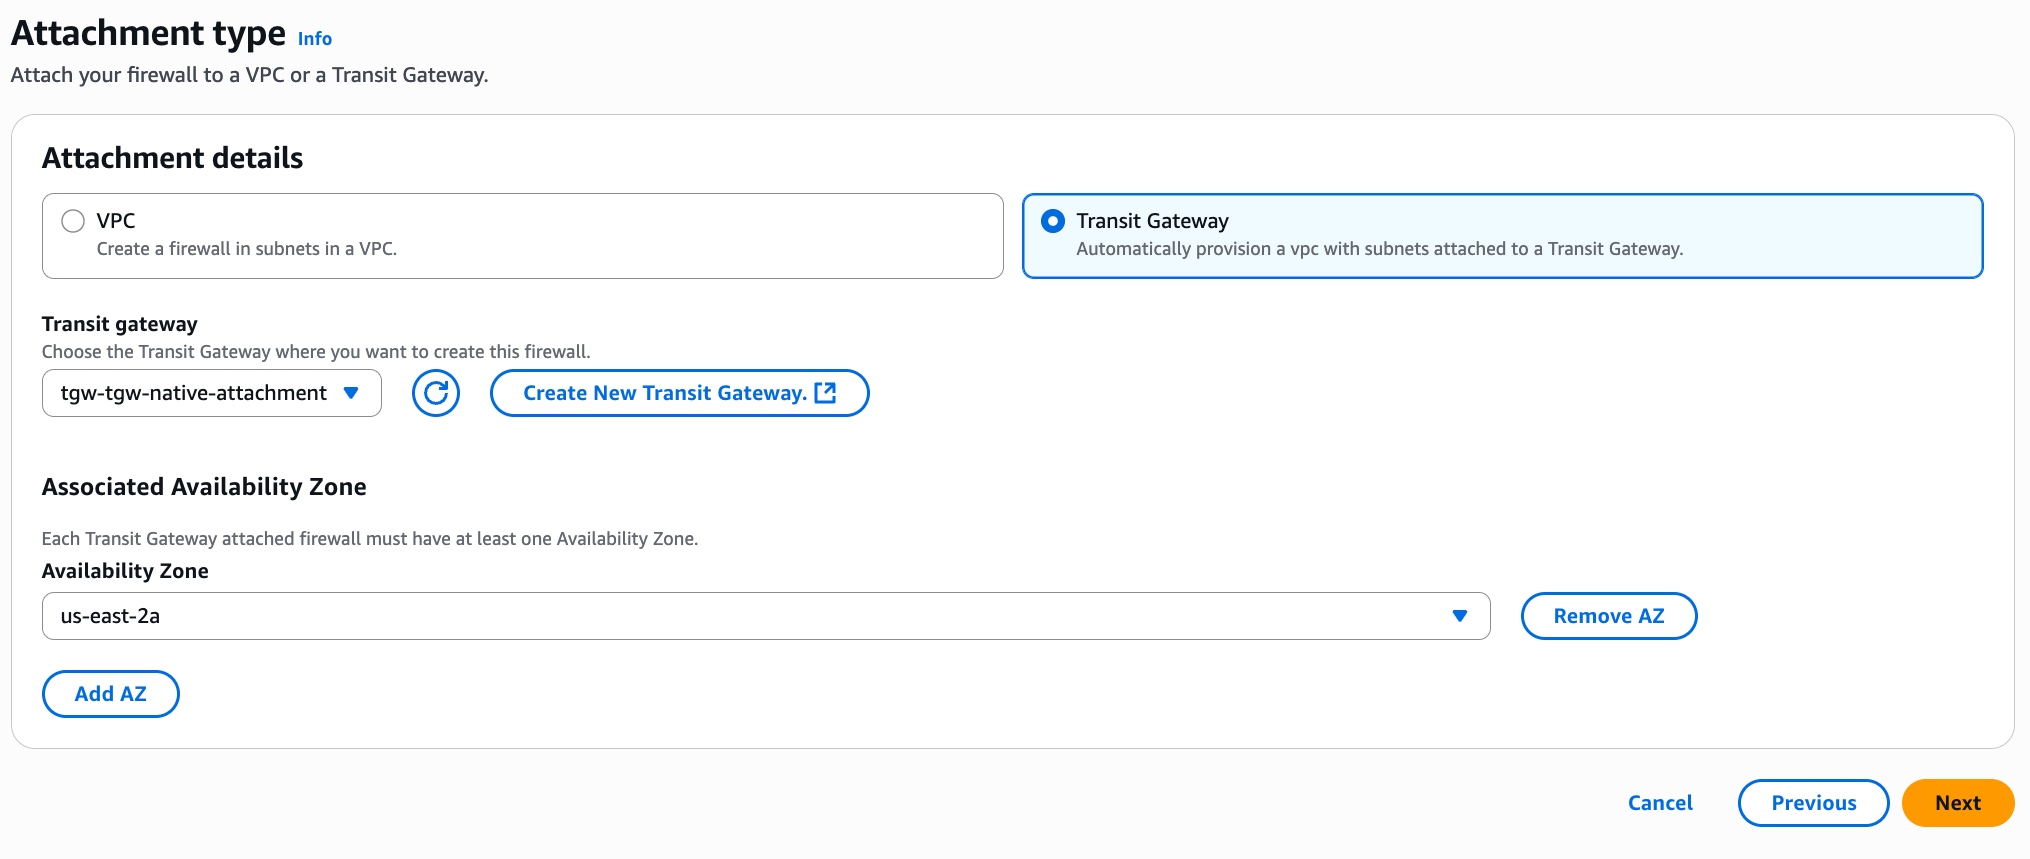 Attachment type Info
Attach your firewall to a VPC or a Transit Gateway.
Attachment details
VPC
Create a firewall in subnets in a VPC.
Transit Gateway
Automatically provision a vpc with subnets attached to a Transit Gateway.
Transit gateway
Choose the Transit Gateway where you want to create this firewall.
tgw-tgw-native-attachment
Create New Transit Gateway.
Associated Availability Zone
Each Transit Gateway attached firewall must have at least one Availability Zone.
Availability Zone
us-east-2a
Remove AZ
Add AZ
Cancel
Previous
Next